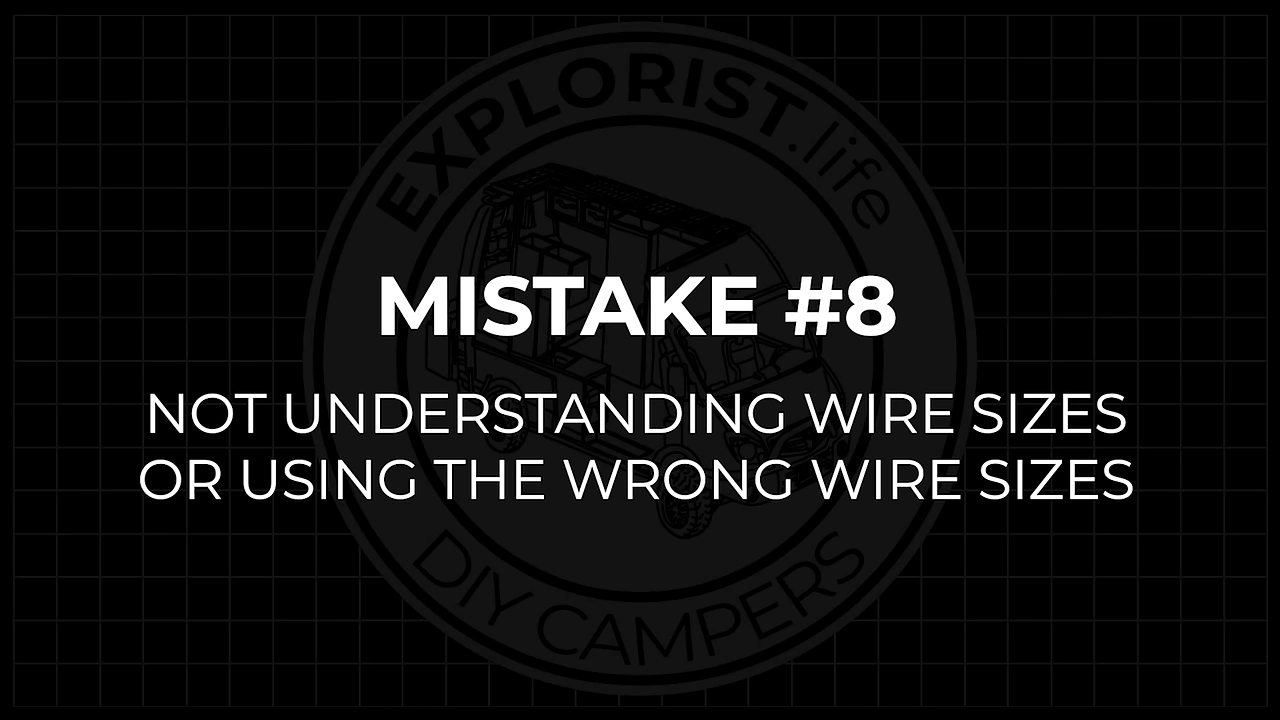 EXPLORIST.life
MISTAKE #8
NOT UNDERSTANDING WIRE SIZES
OR USING THE WRONG WIRE SIZES
DIY CAMPERS